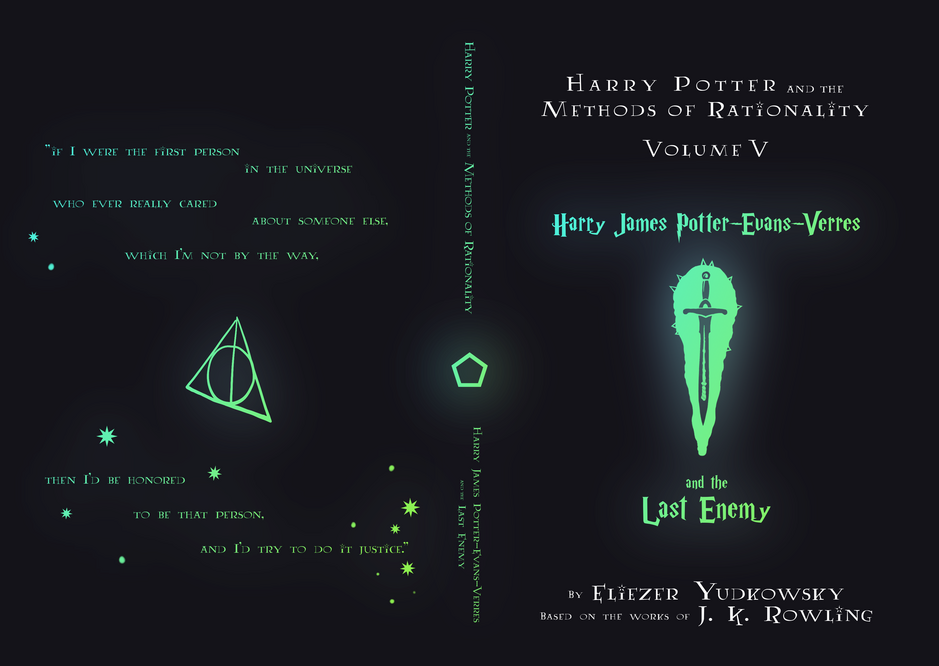 "If I were the first person
in the universe
who ever really cared
about someone else,
which I'm not by the way,
then I'd be honored
to be that person,
and I'd try to do it justice."
Harry Potter and the Methods of Rationality
Harry James Potter-Evans-Verres
and the Last Enemy
Harry Potter and the
Methods of Rationality
Volume V
Harry James Potter-Evans-Verres
and the
Last Enemy
By Eliezer Yudkowsky
Based on the works of J. K. Rowling